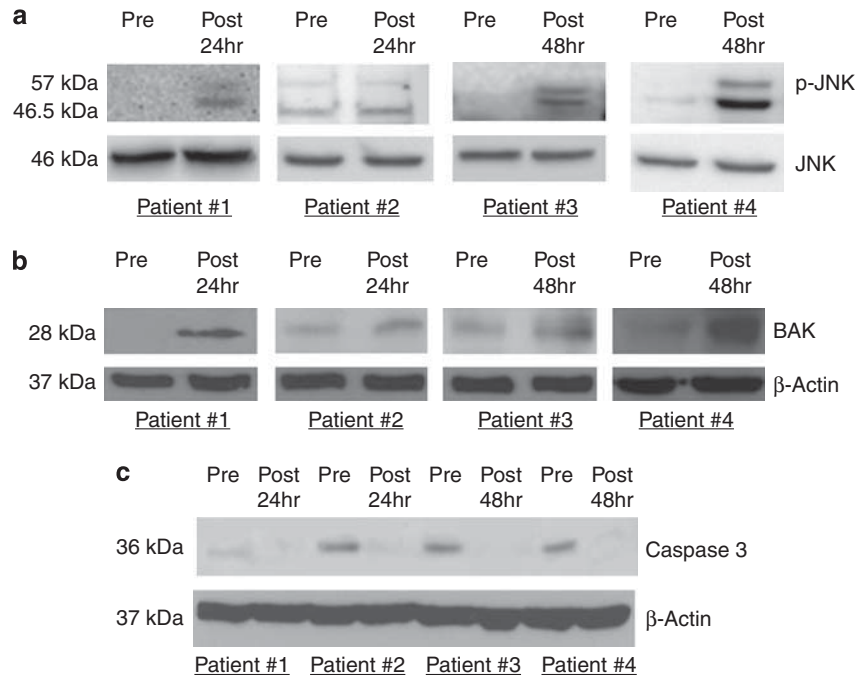 a
Pre Post Pre Post Pre Post Pre Post
24hr 24hr 48hr 48hr
57 kDa p-JNK
46.5 kDa
46 kDa JNK
Patient #1 Patient #2 Patient #3 Patient #4
b
Pre Post Pre Post Pre Post Pre Post
24hr 24hr 48hr 48hr
28 kDa BAK
37 kDa β-Actin
Patient #1 Patient #2 Patient #3 Patient #4
c
Pre Post Pre Post Pre Post Pre Post
24hr 24hr 48hr 48hr
36 kDa Caspase 3
37 kDa β-Actin
Patient #1 Patient #2 Patient #3 Patient #4